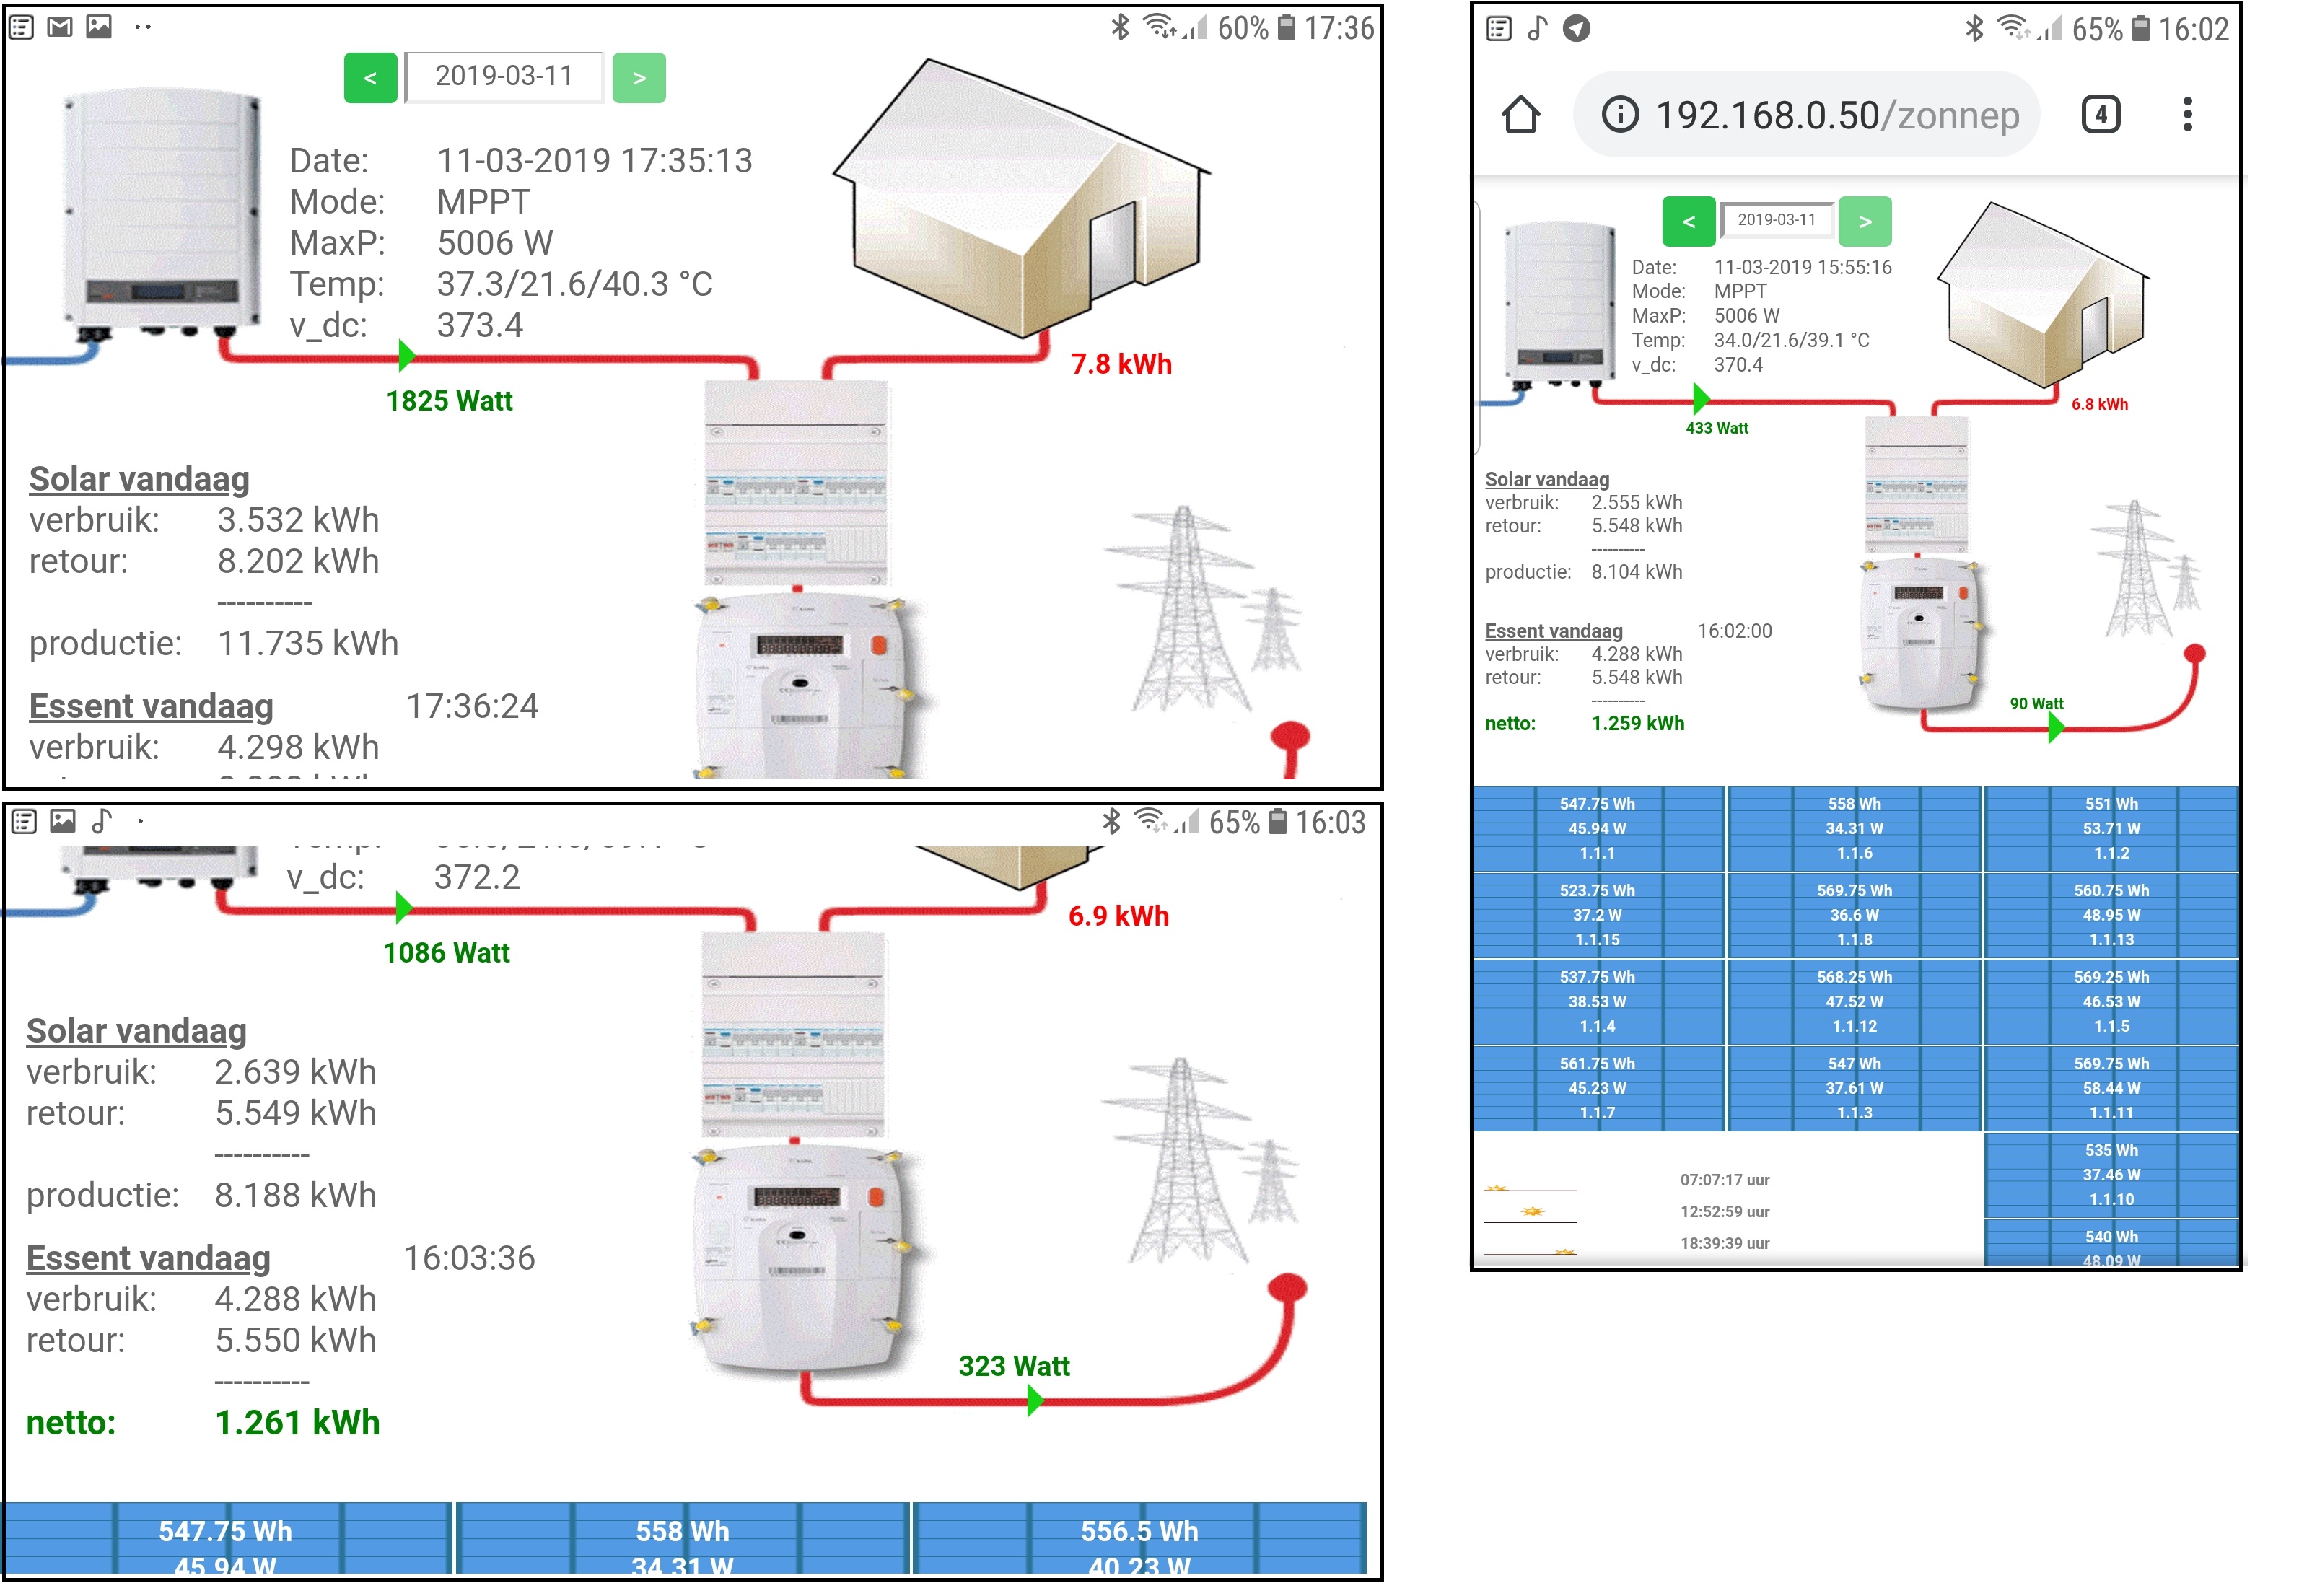 60% 17:36
< 2019-03-11 >
Date: 11-03-2019 17:35:13
Mode: MPPT
MaxP: 5006 W
Temp: 37.3/21.6/40.3 °C
v_dc: 373.4
7.8 kWh
1825 Watt
Solar vandaag
verbruik: 3.532 kWh
retour: 8.202 kWh
----------
productie: 11.735 kWh
Essent vandaag 17:36:24
verbruik: 4.298 kWh
65% 16:03
v_dc: 372.2
6.9 kWh
1086 Watt
Solar vandaag
verbruik: 2.639 kWh
retour: 5.549 kWh
----------
productie: 8.188 kWh
Essent vandaag 16:03:36
verbruik: 4.288 kWh
retour: 5.550 kWh
----------
323 Watt
netto: 1.261 kWh
547.75 Wh 558 Wh 556.5 Wh
45.94 W 34.31 W 40.23 W
65% 16:02
192.168.0.50/zonnep 4
< 2019-03-11 >
Date: 11-03-2019 15:55:16
Mode: MPPT
MaxP: 5006 W
Temp: 34.0/21.6/39.1 °C
v_dc: 370.4
6.8 kWh
433 Watt
Solar vandaag
verbruik: 2.555 kWh
retour: 5.548 kWh
----------
productie: 8.104 kWh
Essent vandaag 16:02:00
verbruik: 4.288 kWh
retour: 5.548 kWh
----------
90 Watt
netto: 1.259 kWh
547.75 Wh 558 Wh 551 Wh
45.94 W 34.31 W 53.71 W
1.1.1 1.1.6 1.1.2
523.75 Wh 569.75 Wh 560.75 Wh
37.2 W 36.6 W 48.95 W
1.1.15 1.1.8 1.1.13
537.75 Wh 568.25 Wh 569.25 Wh
38.53 W 47.52 W 46.53 W
1.1.4 1.1.12 1.1.5
561.75 Wh 547 Wh 569.75 Wh
45.23 W 37.61 W 58.44 W
1.1.7 1.1.3 1.1.11
535 Wh
37.46 W
1.1.10
07:07:17 uur
12:52:59 uur
18:39:39 uur
540 Wh
48.09 W